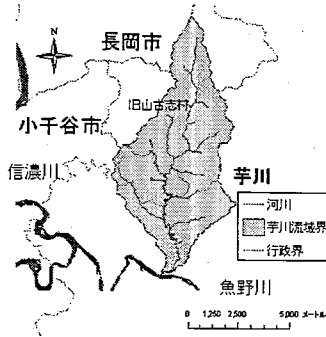 長岡市
旧山古志村
小千谷市
信濃川
芋川
河川
芋川流域界
行政界
魚野川
0 1,250 2,500 5,000 メートル